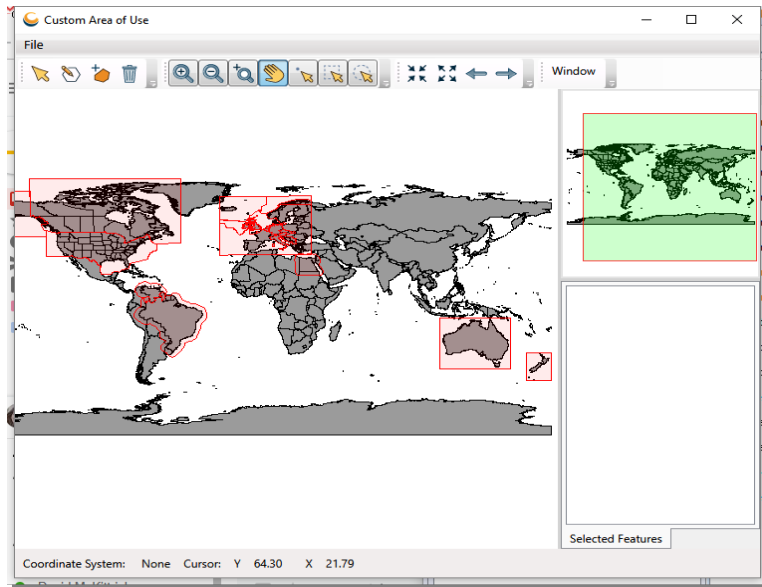 Custom Area of Use
File
Window
Selected Features
Coordinate System: None Cursor: Y 64.30 X 21.79